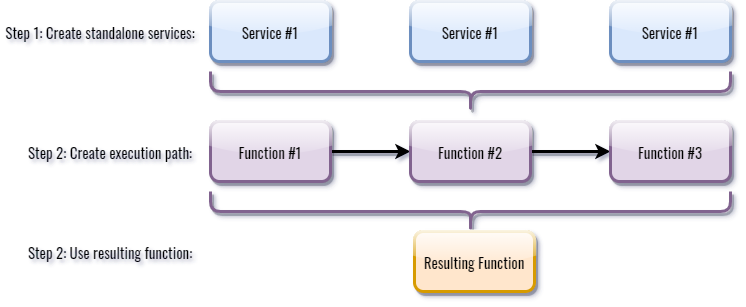 Step 1: Create standalone services:
Service #1
Service #1
Service #1
Step 2: Create execution path:
Function #1
Function #2
Function #3
Step 2: Use resulting function:
Resulting Function